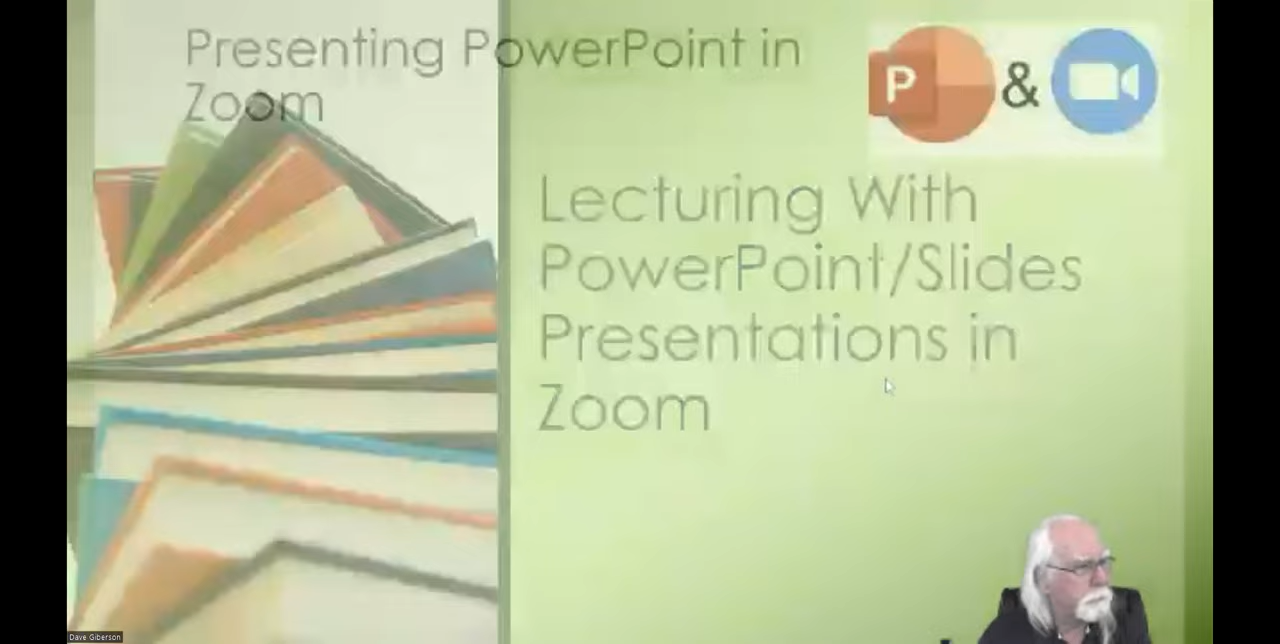 Presenting PowerPoint in
Zoom
P
&
Lecturing With
PowerPoint/Slides
Presentations in
Zoom
Dave Giberson